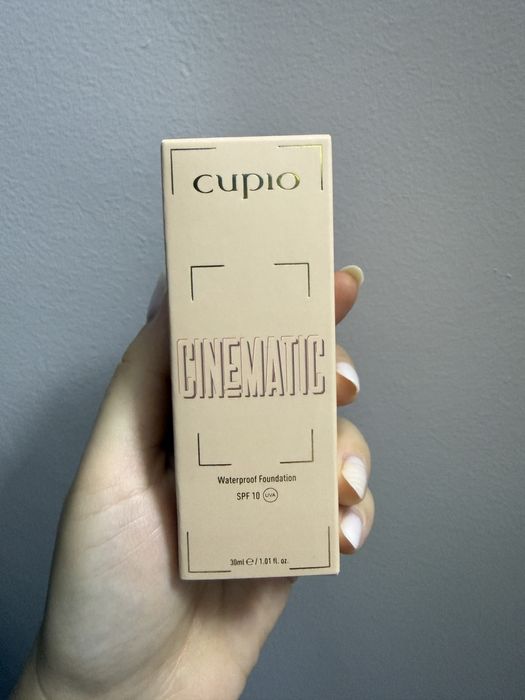 cupio
CINEMATIC
Waterproof Foundation
SPF 10 UVA
30ml ℮ / 1.01 fl. oz.